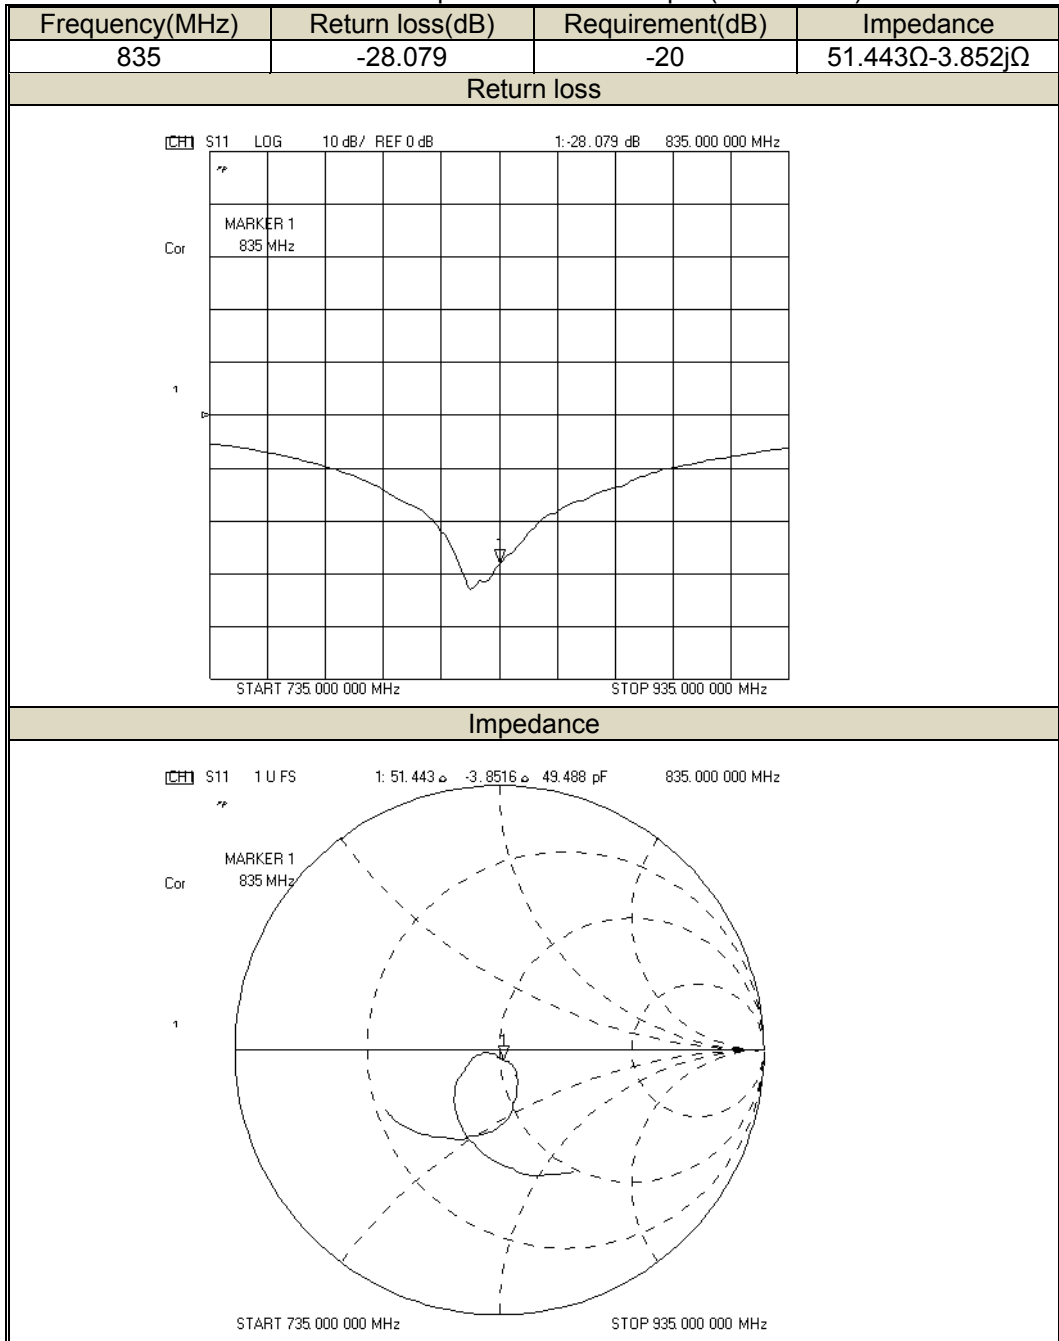 Frequency(MHz) Return loss(dB) Requirement(dB) Impedance
835 -28.079 -20 51.443Ω-3.852jΩ
Return loss
CH1 S11 LOG 10 dB/ REF 0 dB 1:-28.079 dB 835.000 000 MHz
MARKER 1
835 MHz
Cor
1
1
START 735.000 000 MHz STOP 935.000 000 MHz
Impedance
CH1 S11 1 U FS 1: 51.443 -3.8516 49.488 pF 835.000 000 MHz
MARKER 1
835 MHz
Cor
1
START 735.000 000 MHz STOP 935.000 000 MHz